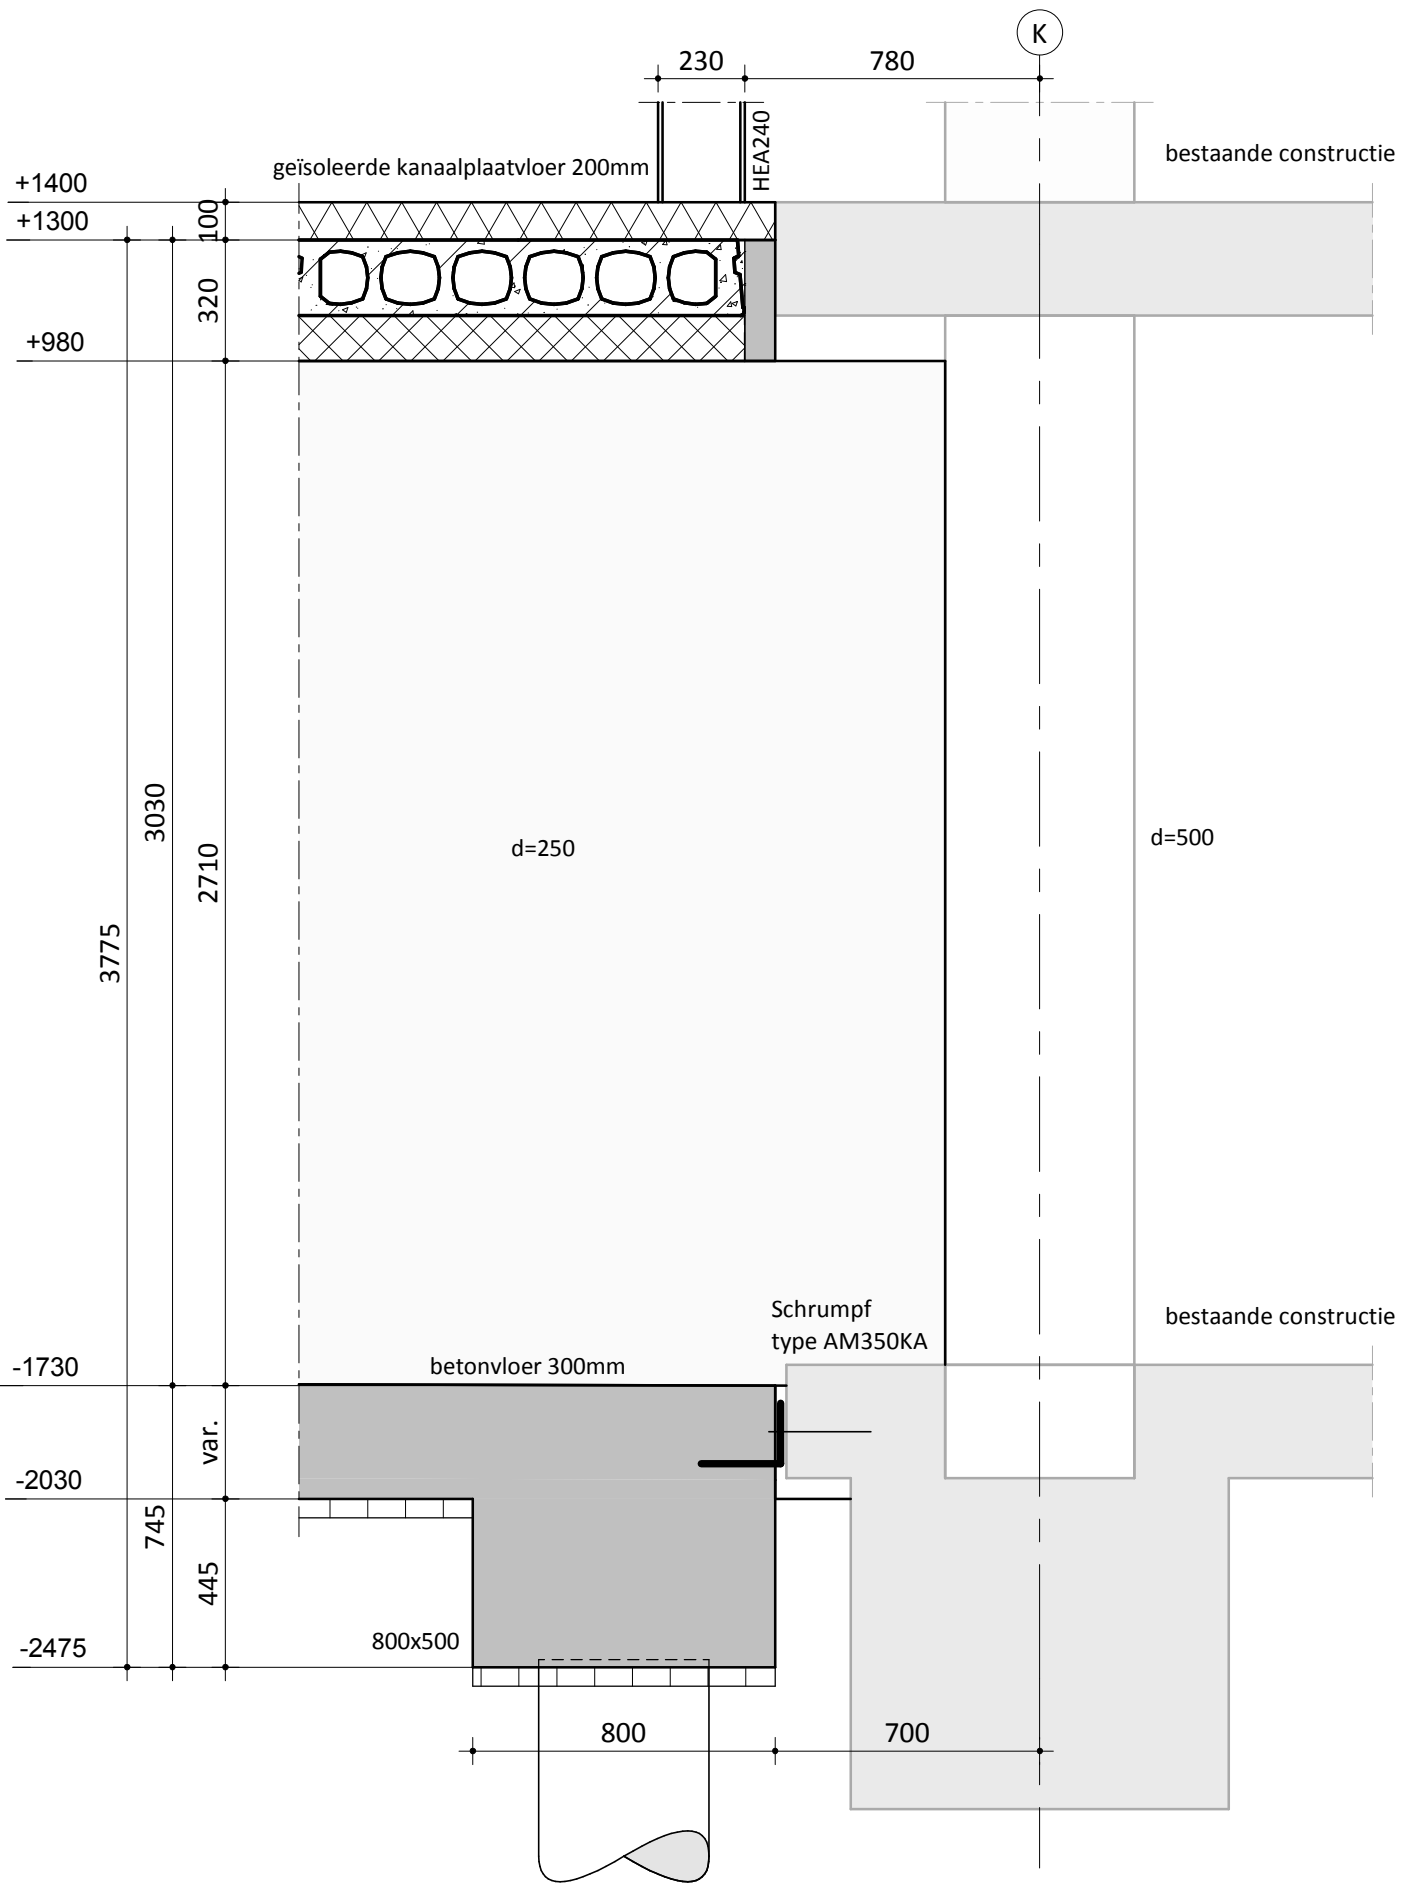 K
230
780
HEA240
geïsoleerde kanaalplaatvloer 200mm
bestaande constructie
+1400
+1300
100
320
+980
3030
2710
3775
d=250
d=500
Schrumpf
type AM350KA
bestaande constructie
betonvloer 300mm
-1730
var.
-2030
745
445
800x500
-2475
800
700